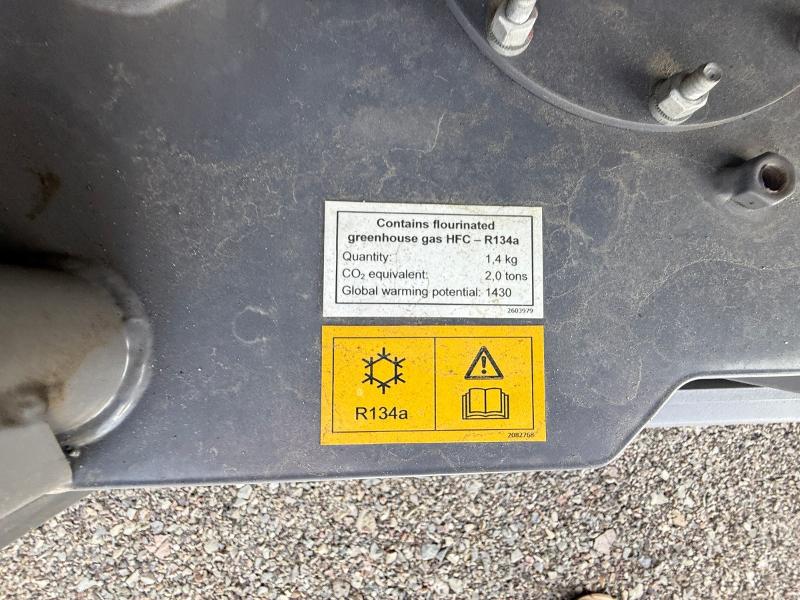 Contains flourinated
greenhouse gas HFC – R134a
Quantity: 1,4 kg
CO₂ equivalent: 2,0 tons
Global warming potential: 1430
2603979
R134a
2082768